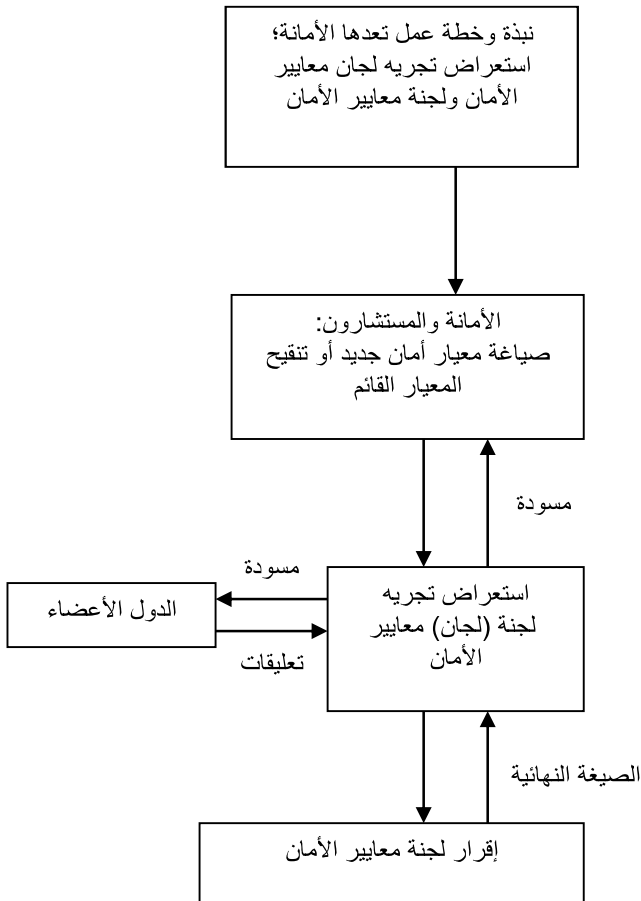 نبذة وخطة عمل تعدها الأمانة؛
استعراض تجريه لجان معايير
الأمان ولجنة معايير الأمان
الأمانة والمستشارون:
صياغة معيار أمان جديد أو تنقيح
المعيار القائم
مسودة
استعراض تجريه
لجنة (لجان) معايير
الأمان
مسودة
الدول الأعضاء
تعليقات
الصيغة النهائية
إقرار لجنة معايير الأمان